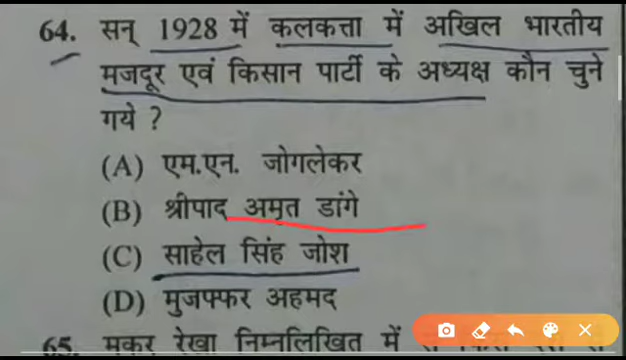 64. सन् 1928 में कलकत्ता में अखिल भारतीय
मजदूर एवं किसान पार्टी के अध्यक्ष कौन चुने
गये ?
(A) एम.एन. जोगलेकर
(B) श्रीपाद अमृत डांगे
(C) साहेल सिंह जोश
(D) मुजफ्फर अहमद
65. मकर रेखा निम्नलिखित में